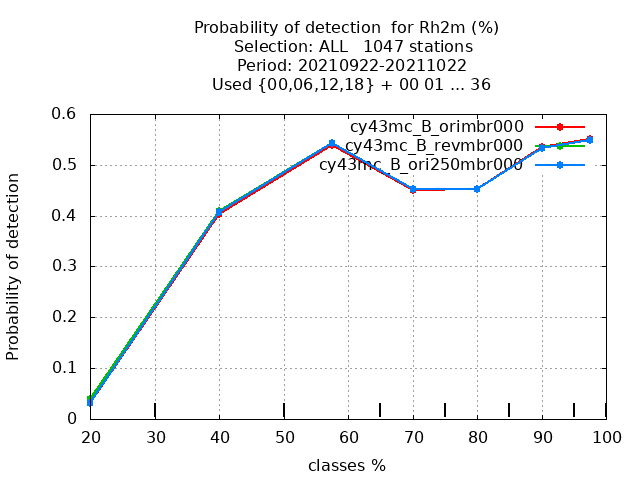 Probability of detection  for Rh2m (%)
Selection: ALL   1047 stations
Period: 20210922-20211022
Used {00,06,12,18} + 00 01 ... 36
cy43mc_B_orimbr000
cy43mc_B_revmbr000
cy43mc_B_ori250mbr000
Probability of detection
0.6
0.5
0.4
0.3
0.2
0.1
0
20 30 40 50 60 70 80 90 100
classes %